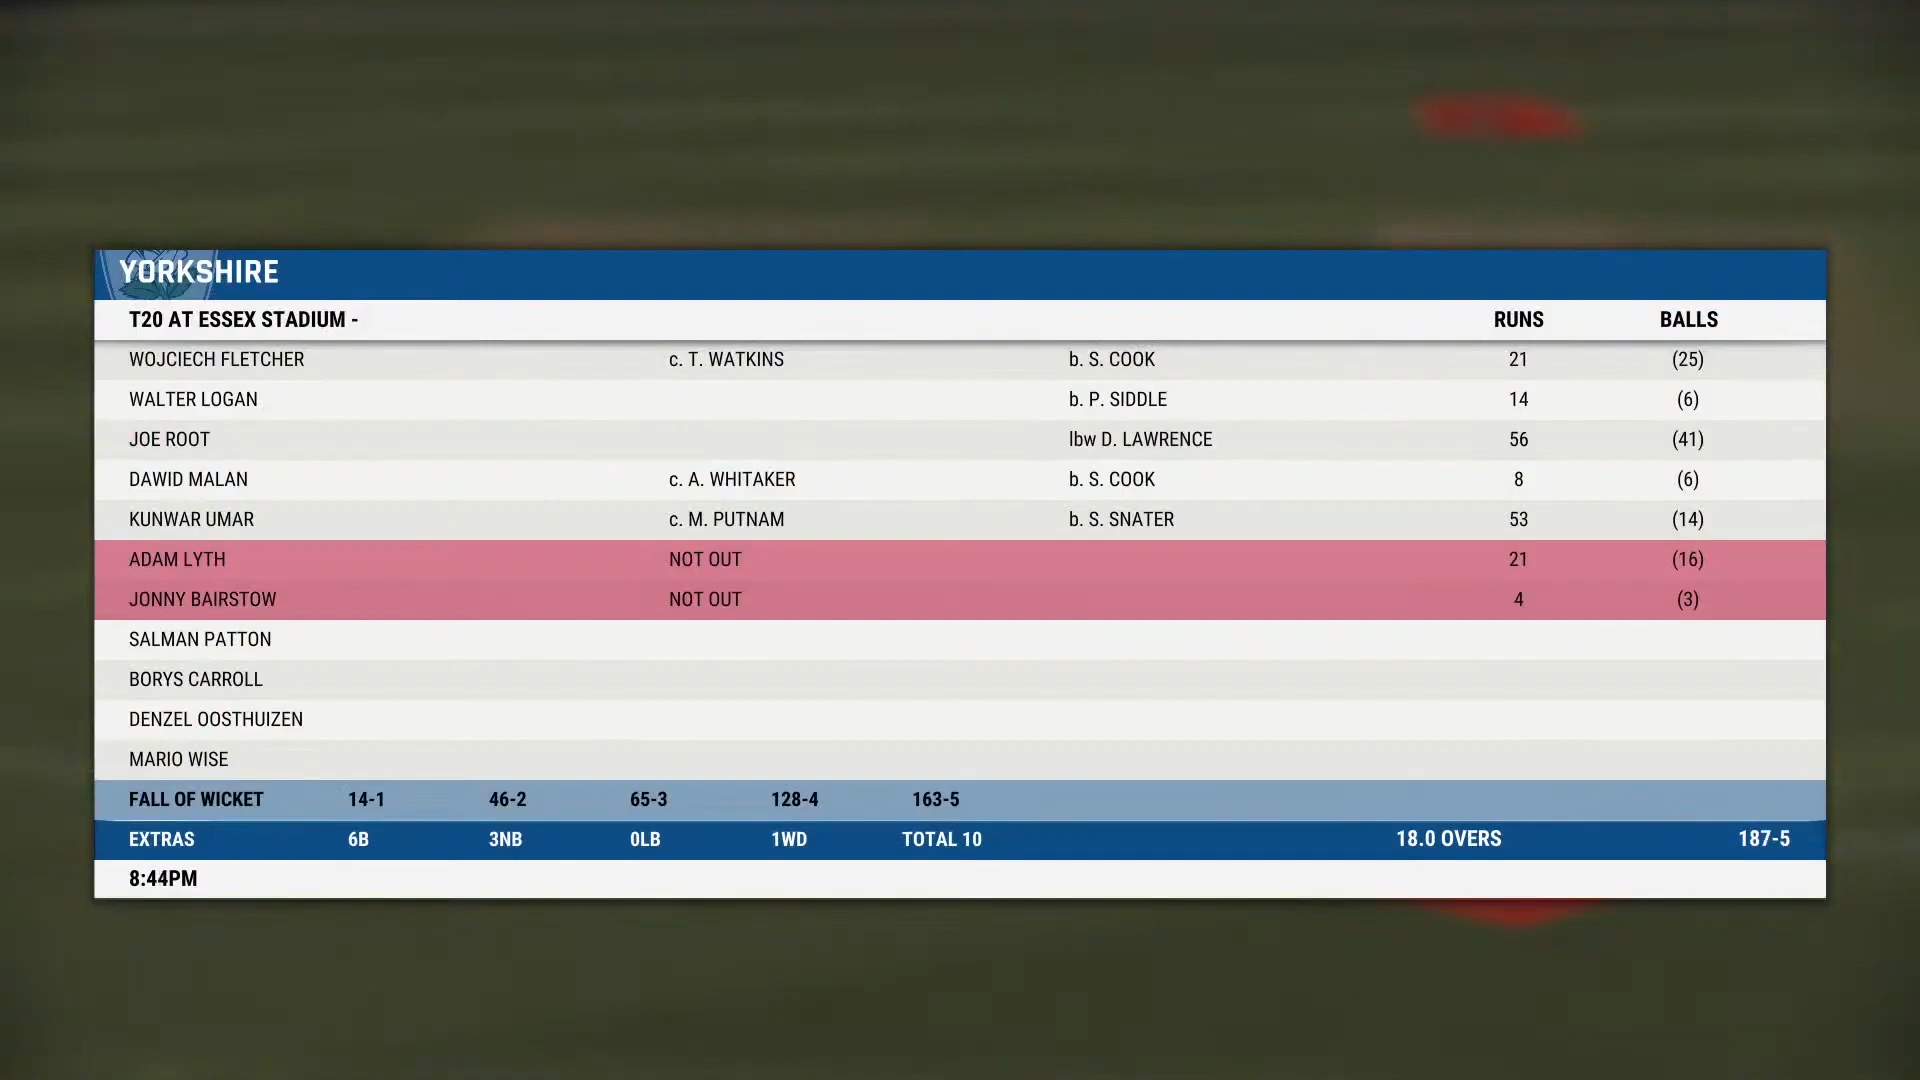 YORKSHIRE
T20 AT ESSEX STADIUM - RUNS BALLS
WOJCIECH FLETCHER c. T. WATKINS b. S. COOK 21 (25)
WALTER LOGAN b. P. SIDDLE 14 (6)
JOE ROOT lbw D. LAWRENCE 56 (41)
DAWID MALAN c. A. WHITAKER b. S. COOK 8 (6)
KUNWAR UMAR c. M. PUTNAM b. S. SNATER 53 (14)
ADAM LYTH NOT OUT 21 (16)
JONNY BAIRSTOW NOT OUT 4 (3)
SALMAN PATTON
BORYS CARROLL
DENZEL OOSTHUIZEN
MARIO WISE
FALL OF WICKET 14-1 46-2 65-3 128-4 163-5
EXTRAS 6B 3NB 0LB 1WD TOTAL 10 18.0 OVERS 187-5
8:44PM